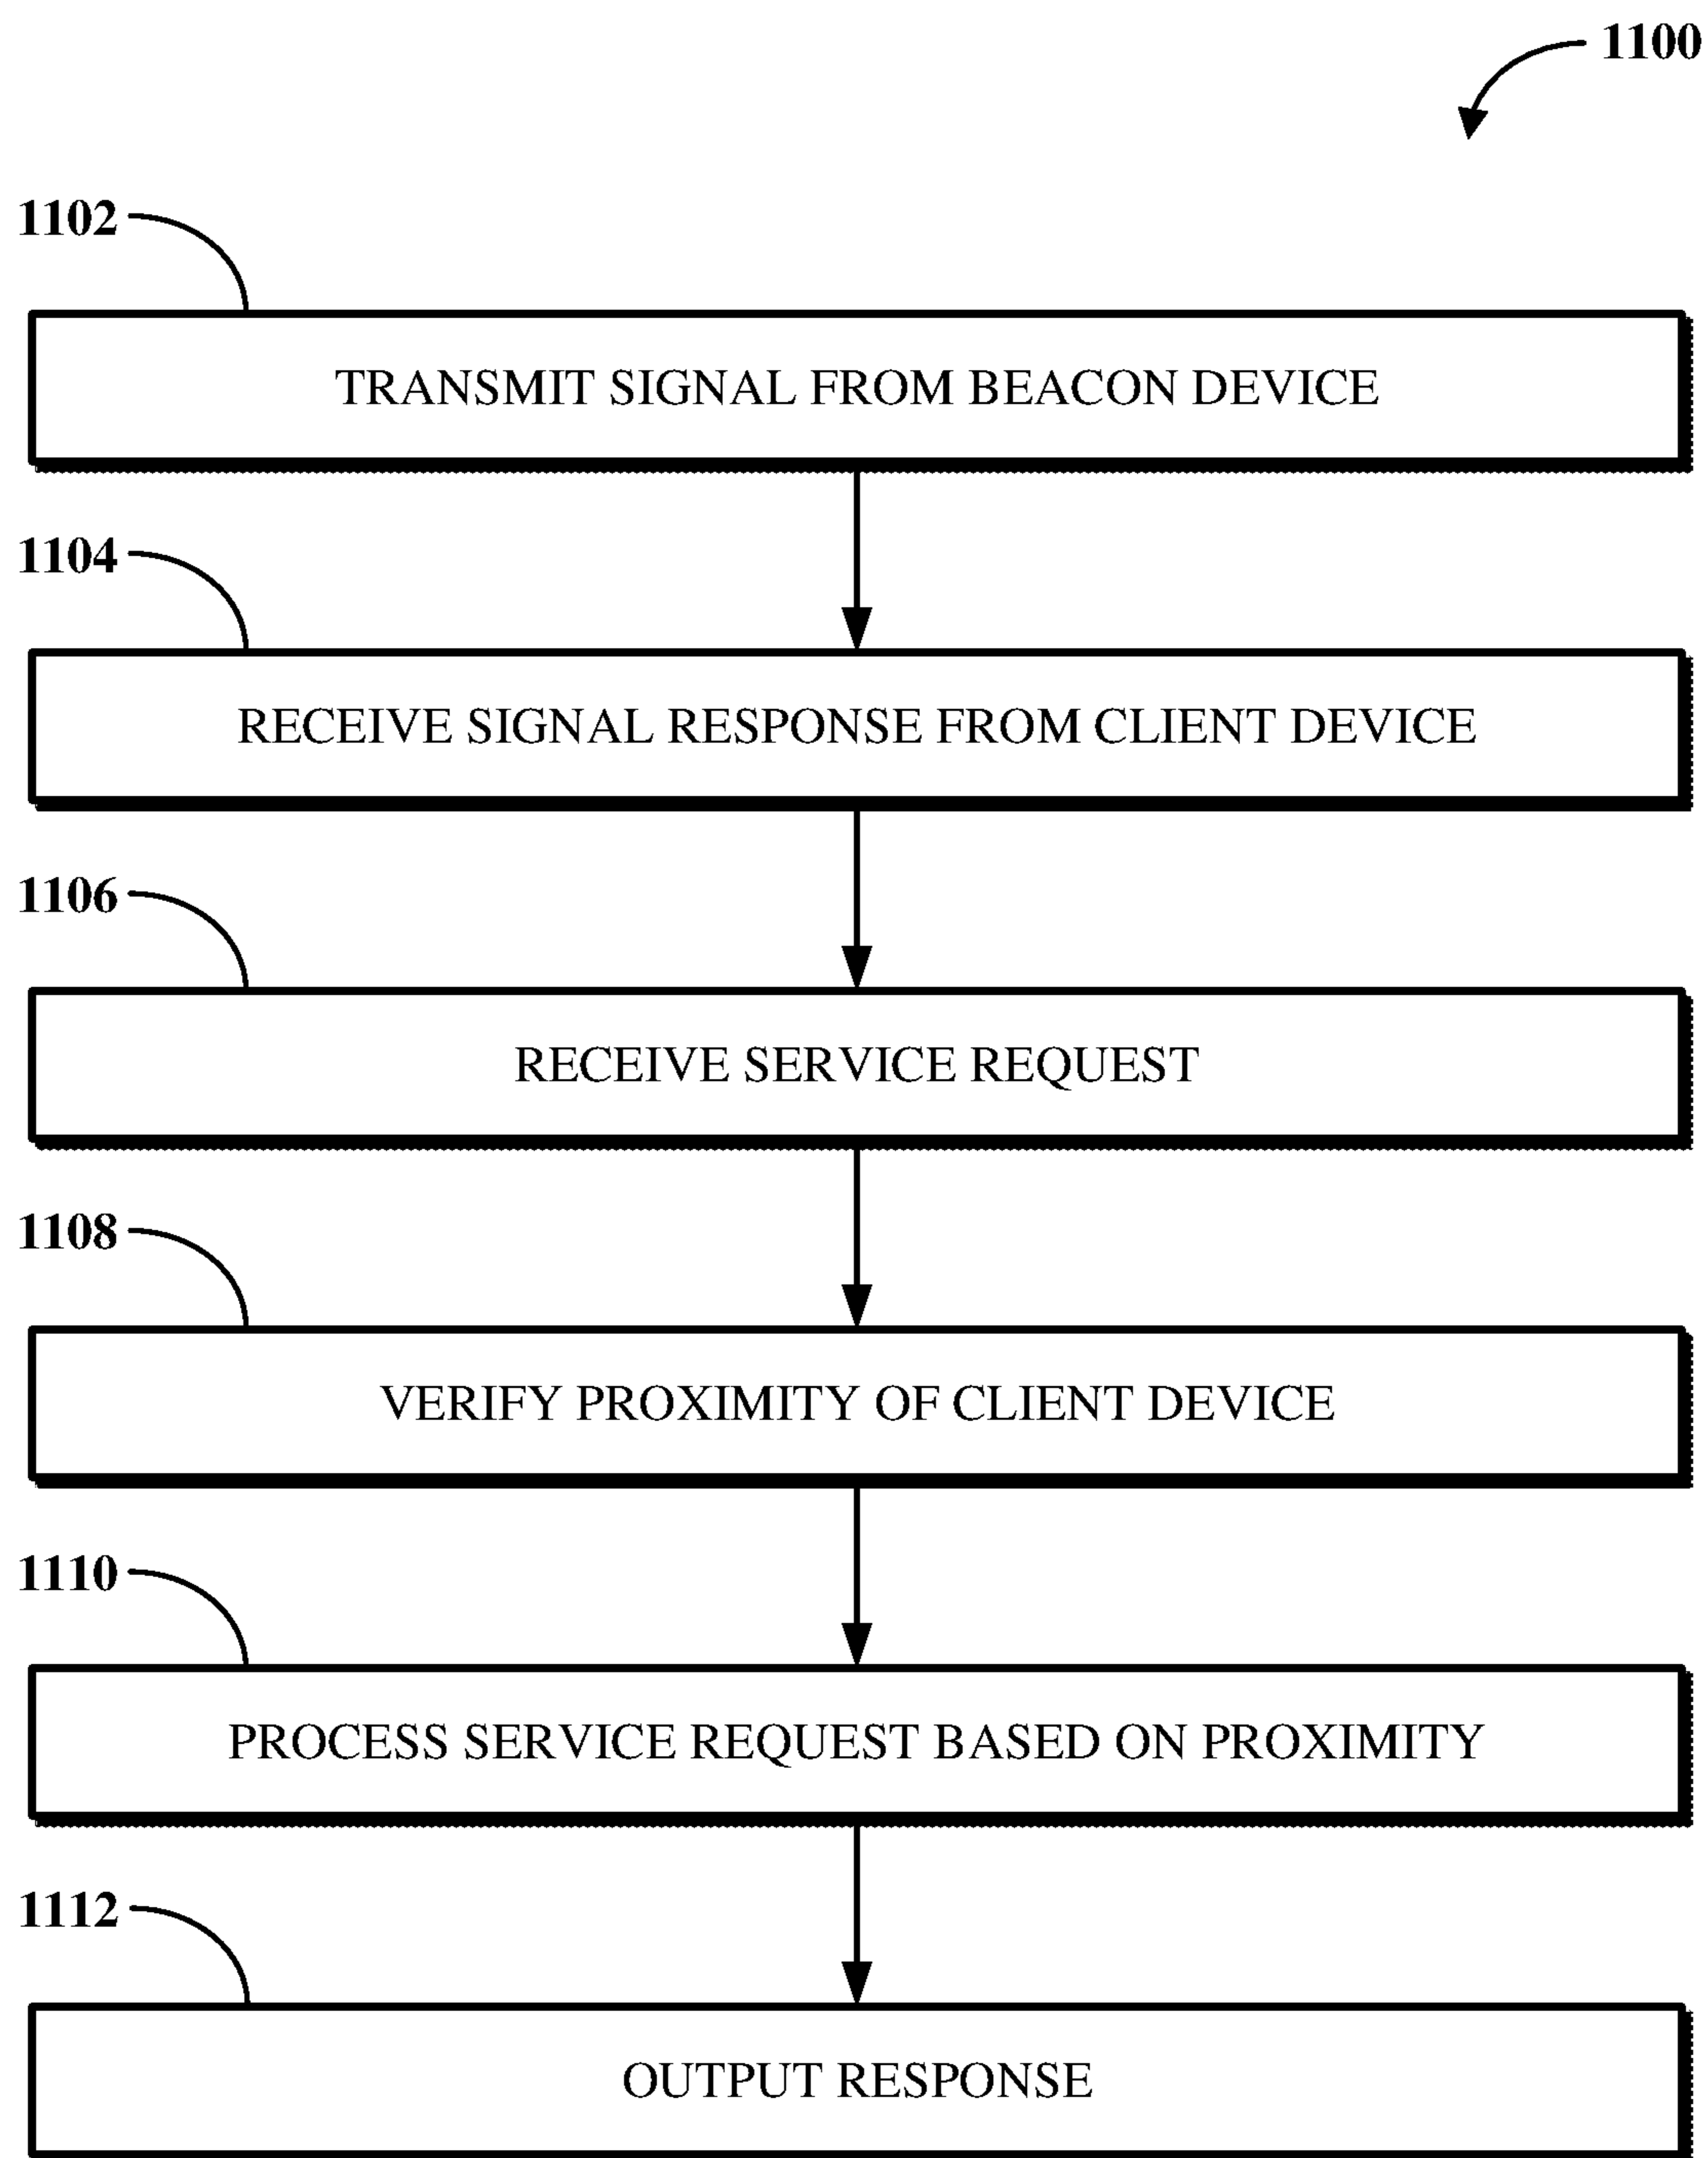 1100
1102
TRANSMIT SIGNAL FROM BEACON DEVICE
1104
RECEIVE SIGNAL RESPONSE FROM CLIENT DEVICE
1106
RECEIVE SERVICE REQUEST
1108
VERIFY PROXIMITY OF CLIENT DEVICE
1110
PROCESS SERVICE REQUEST BASED ON PROXIMITY
1112
OUTPUT RESPONSE